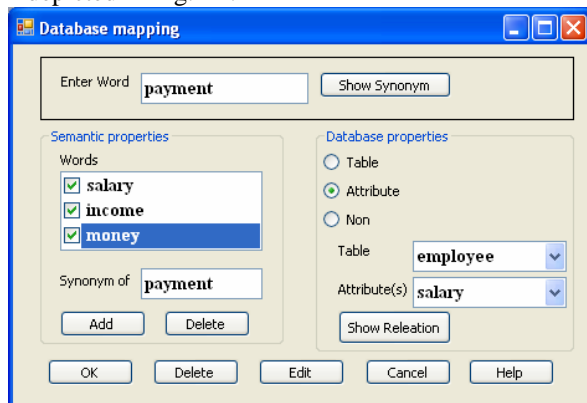 Database mapping
Enter Word payment Show Synonym
Semantic properties
Words
salary
income
money
Synonym of payment
Add Delete
Database properties
Table
Attribute
Non
Table employee
Attribute(s) salary
Show Releation
OK Delete Edit Cancel Help